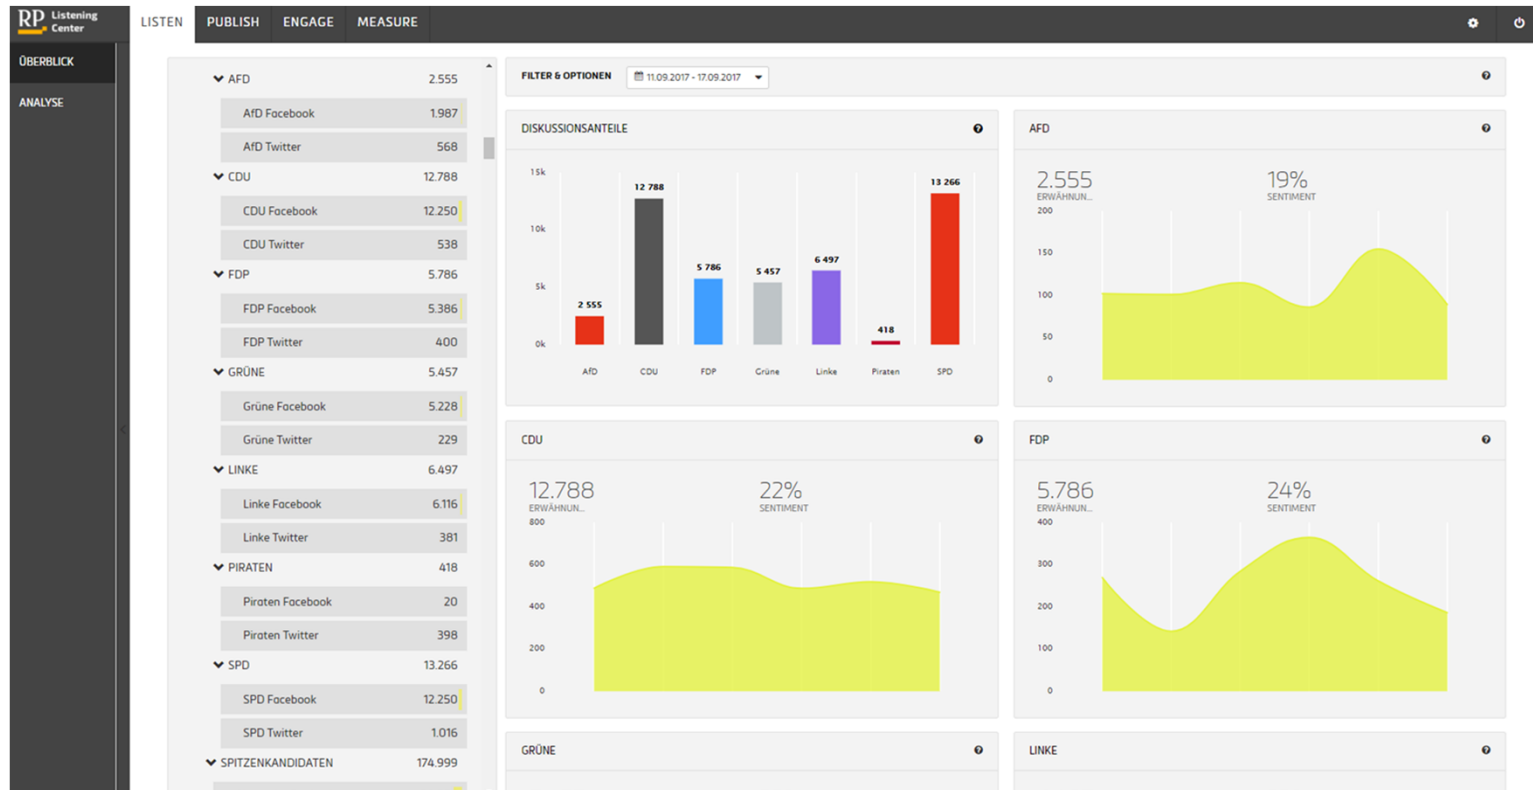 RP Listening Center
LISTEN PUBLISH ENGAGE MEASURE
ÜBERBLICK
ANALYSE
AFD 2.555
AfD Facebook 1.987
AfD Twitter 568
CDU 12.788
CDU Facebook 12.250
CDU Twitter 538
FDP 5.786
FDP Facebook 5.386
FDP Twitter 400
GRÜNE 5.457
Grüne Facebook 5.228
Grüne Twitter 229
LINKE 6.497
Linke Facebook 6.116
Linke Twitter 381
PIRATEN 418
Piraten Facebook 20
Piraten Twitter 398
SPD 13.266
SPD Facebook 12.250
SPD Twitter 1.016
SPITZENKANDIDATEN 174.999
FILTER & OPTIONEN 11.09.2017 - 17.09.2017
DISKUSSIONSANTEILE
15k
10k
5k
0k
2 555
12 788
5 786
5 457
6 497
418
13 266
AfD CDU FDP Grüne Linke Piraten SPD
AFD
2.555 19%
ERWÄHNUN... SENTIMENT
200
150
100
50
0
CDU
12.788 22%
ERWÄHNUN... SENTIMENT
800
600
400
200
0
FDP
5.786 24%
ERWÄHNUN... SENTIMENT
400
300
200
100
0
GRÜNE
LINKE